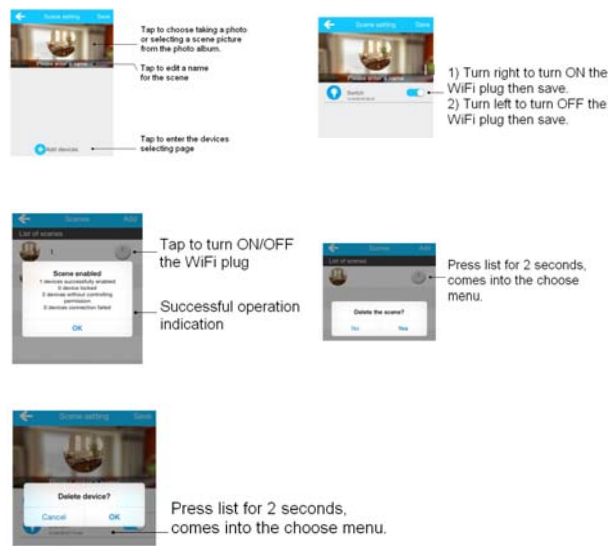 Scene setting Save
Tap to choose taking a photo
or selecting a scene picture
from the photo album.
Please enter a name
Tap to edit a name
for the scene
Add devices
Tap to enter the devices
selecting page
Scene setting Save
Please enter a name
Switch
1) Turn right to turn ON the
WiFi plug then save.
2) Turn left to turn OFF the
WiFi plug then save.
Scenes Add
List of scenes
1
Scene enabled
1 devices successfully enabled
0 device locked
0 devices without controlling
permission
0 devices connection failed
OK
Tap to turn ON/OFF
the WiFi plug
Successful operation
indication
Scenes Add
List of scenes
Delete the scene?
No Yes
Press list for 2 seconds,
comes into the choose
menu.
Scene setting Save
Delete device?
Cancel OK
Press list for 2 seconds,
comes into the choose menu.